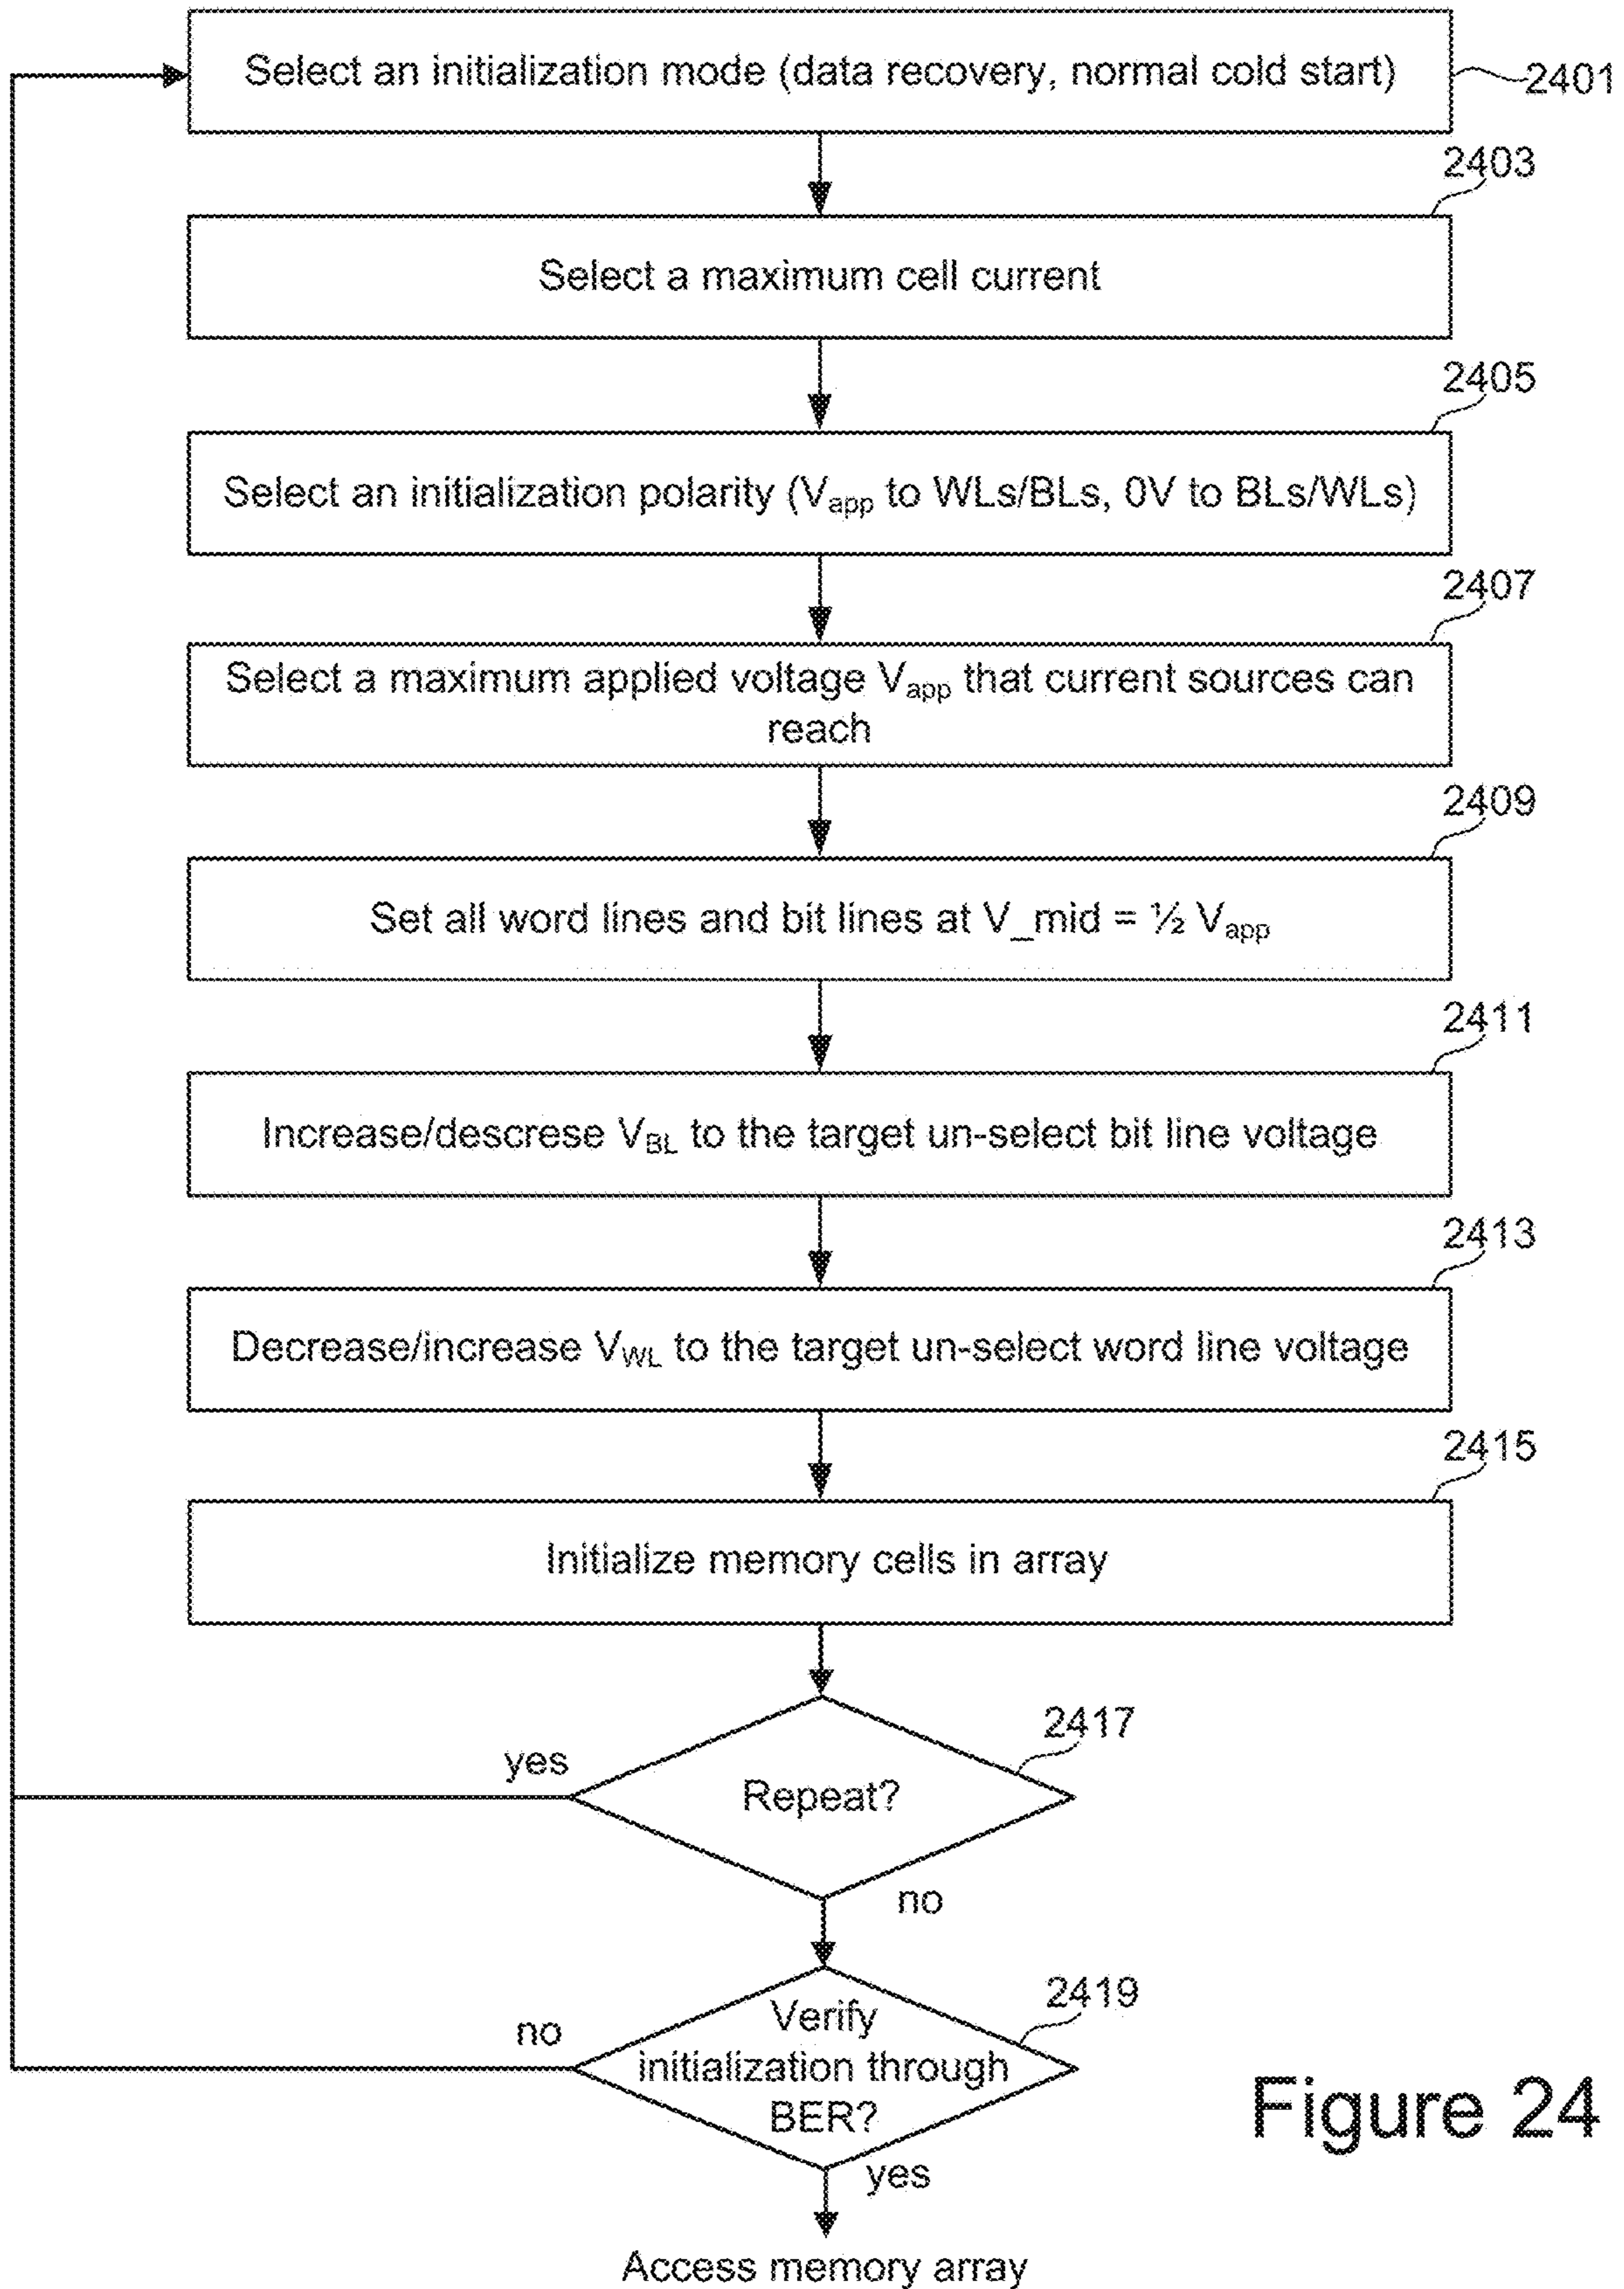 Select an initialization mode (data recovery, normal cold start)
2401
2403
Select a maximum cell current
2405
Select an initialization polarity (Vapp to WLs/BLs, 0V to BLs/WLs)
2407
Select a maximum applied voltage Vapp that current sources can
reach
2409
Set all word lines and bit lines at V_mid = ½ Vapp
2411
Increase/descrese VBL to the target un-select bit line voltage
2413
Decrease/increase VWL to the target un-select word line voltage
2415
Initialize memory cells in array
2417
yes
Repeat?
no
2419
no
Verify
initialization through
BER?
yes
Figure 24
Access memory array